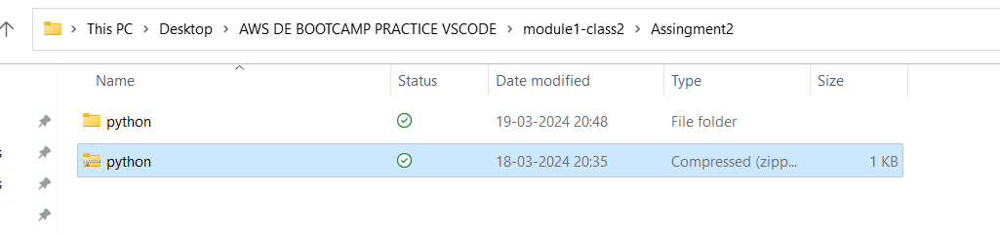 This PC > Desktop > AWS DE BOOTCAMP PRACTICE VSCODE > module1-class2 > Assingment2
Name Status Date modified Type Size
python 19-03-2024 20:48 File folder
python 18-03-2024 20:35 Compressed (zipp... 1 KB